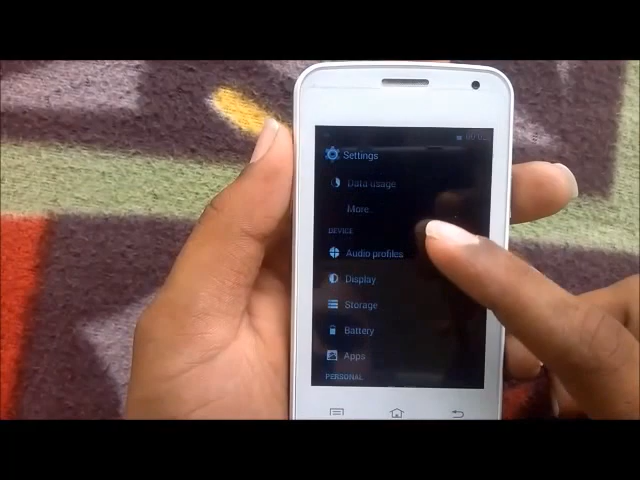 Settings
Data usage
More...
DEVICE
Audio profiles
Display
Storage
Battery
Apps
PERSONAL